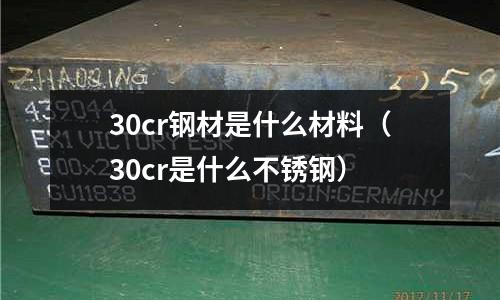 ZHAOQING
3259
439044
30cr钢材是什么材料（
EX1 VICTORY ESR
30cr是什么不锈钢）
GU11838
ORIGIN:GERMANY
2017/11/17